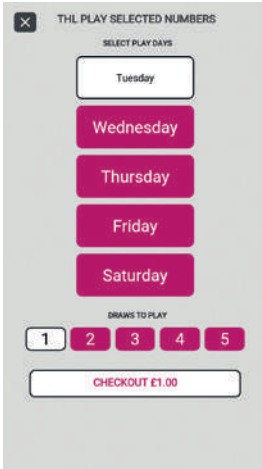 THL PLAY SELECTED NUMBERS
SELECT PLAY DAYS
Tuesday
Wednesday
Thursday
Friday
Saturday
DRAWS TO PLAY
1 2 3 4 5
CHECKOUT £1.00